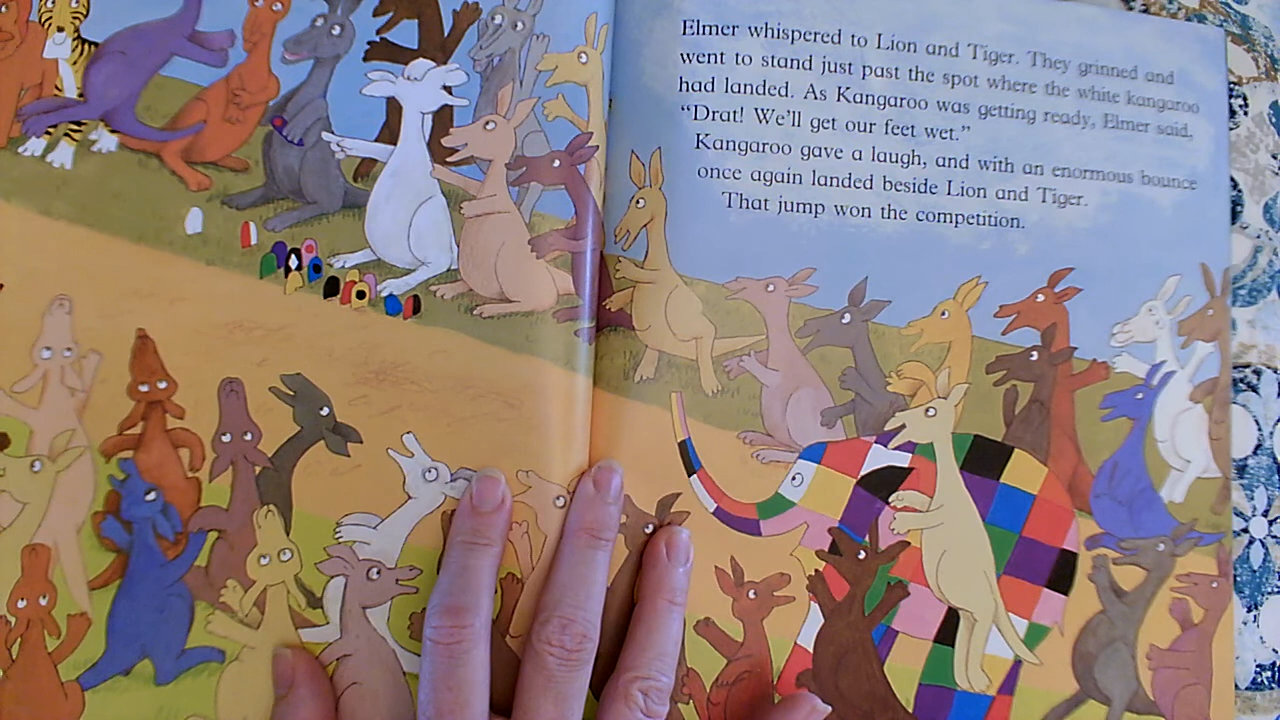 Elmer whispered to Lion and Tiger. They grinned and
went to stand just past the spot where the white kangaroo
had landed. As Kangaroo was getting ready, Elmer said,
“Drat! We’ll get our feet wet.”
Kangaroo gave a laugh, and with an enormous bounce
once again landed beside Lion and Tiger.
That jump won the competition.